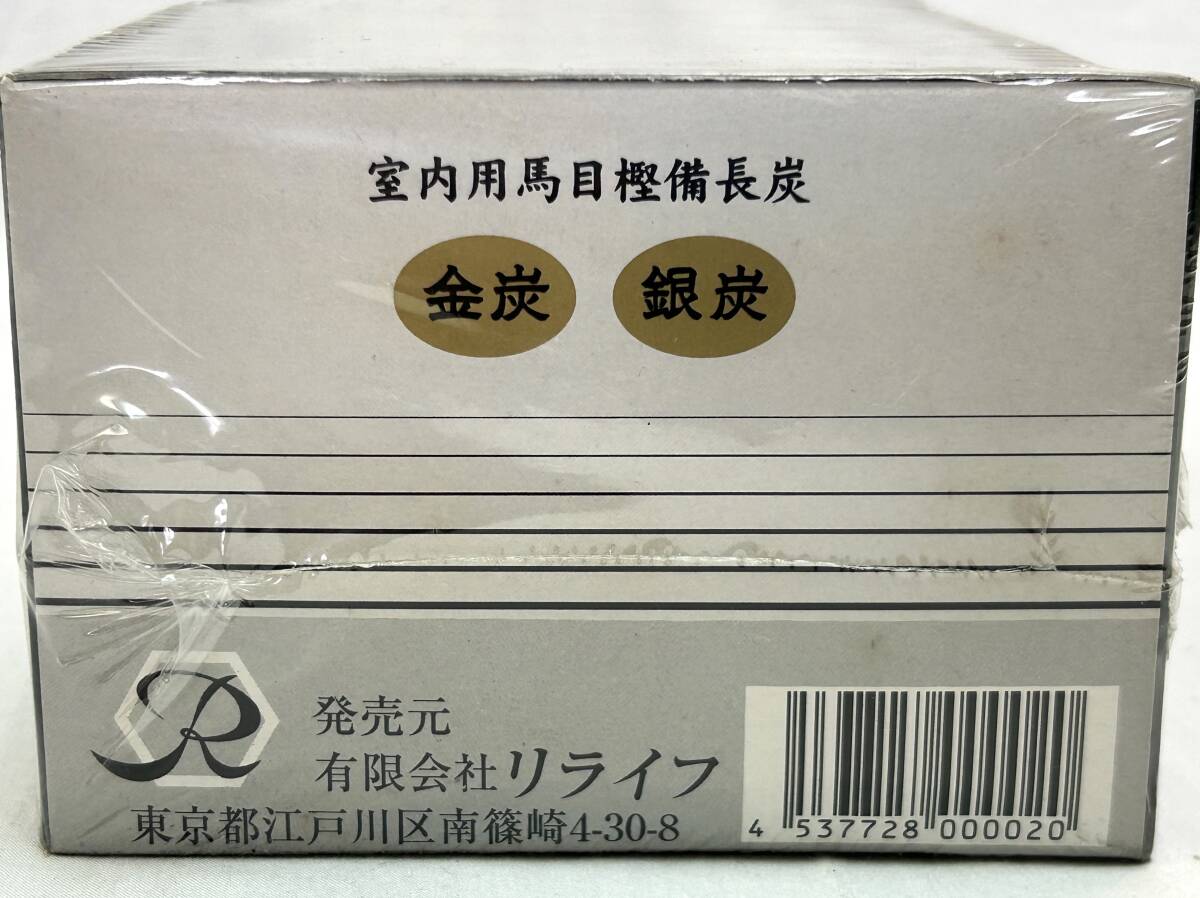 室内用馬目樫備長炭
金炭 銀炭
R
発売元
有限会社リライフ
東京都江戸川区南篠崎4-30-8
4 537728 000020